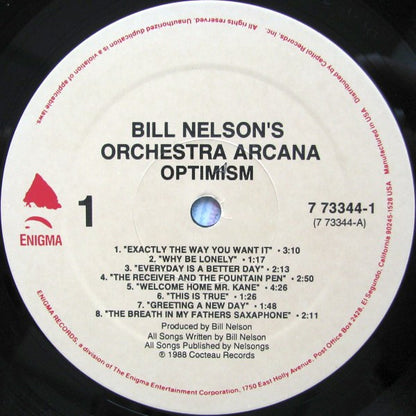 All rights reserved. Unauthorized duplication is a violation of applicable laws.
Distributed by Capitol Records, Inc.
Manufactured in USA
BILL NELSON'S
ORCHESTRA ARCANA
OPTIMISM
ENIGMA
1
7 73344-1
(7 73344-A)
1. "EXACTLY THE WAY YOU WANT IT" • 3:10
2. "WHY BE LONELY" • 1:17
3. "EVERYDAY IS A BETTER DAY" • 2:13
4. "THE RECEIVER AND THE FOUNTAIN PEN" • 2:50
5. "WELCOME HOME MR. KANE" • 4:26
6. "THIS IS TRUE" • 1:26
7. "GREETING A NEW DAY" • 1:48
8. "THE BREATH IN MY FATHERS SAXAPHONE" • 2:11
Produced by Bill Nelson
All Songs Written by Bill Nelson
All Songs Published by Nelsongs
℗ 1988 Cocteau Records
ENIGMA RECORDS, a division of The Enigma Entertainment Corporation, 1750 East Holly Avenue, Post Office Box 2428, El Segundo, California 90245-1528 USA